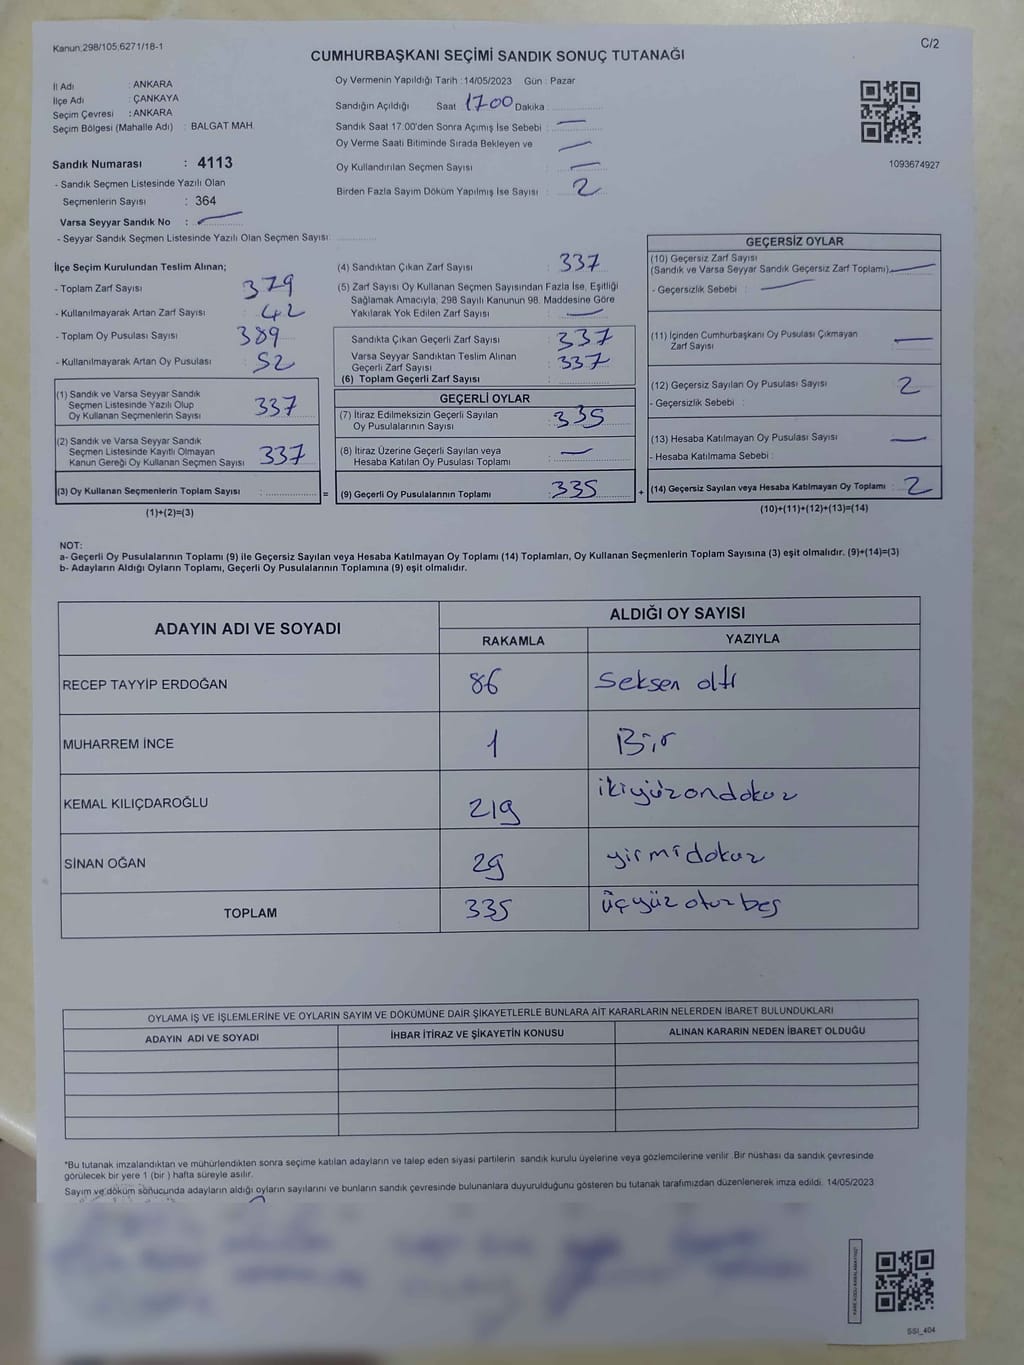 Kanun;298/105,6271/18-1
C/2
CUMHURBAŞKANI SEÇİMİ SANDIK SONUÇ TUTANAĞI
İl Adı : ANKARA
İlçe Adı : ÇANKAYA
Seçim Çevresi : ANKARA
Seçim Bölgesi (Mahalle Adı) : BALGAT MAH.
Sandık Numarası : 4113
- Sandık Seçmen Listesinde Yazılı Olan
Seçmenlerin Sayısı : 364
Varsa Seyyar Sandık No : —
- Seyyar Sandık Seçmen Listesinde Yazılı Olan Seçmen Sayısı:
Oy Vermenin Yapıldığı Tarih :14/05/2023 Gün : Pazar
Sandığın Açıldığı Saat 1700 Dakika :
Sandık Saat 17:00'den Sonra Açımış İse Sebebi : —
Oy Verme Saati Bitiminde Sırada Bekleyen ve —
Oy Kullandırılan Seçmen Sayısı : —
Birden Fazla Sayım Döküm Yapılmış İse Sayısı : 2
1093674927
İlçe Seçim Kurulundan Teslim Alınan;
- Toplam Zarf Sayısı : 379
- Kullanılmayarak Artan Zarf Sayısı : 42
- Toplam Oy Pusulası Sayısı : 389
- Kullanılmayarak Artan Oy Pusulası : 52
(1) Sandık ve Varsa Seyyar Sandık
Seçmen Listesinde Yazılı Olup
Oy Kullanan Seçmenlerin Sayısı : 337
(2) Sandık ve Varsa Seyyar Sandık
Seçmen Listesinde Kayıtlı Olmayan
Kanun Gereği Oy Kullanan Seçmen Sayısı : 337
(3) Oy Kullanan Seçmenlerin Toplam Sayısı : =
(1)+(2)=(3)
(4) Sandıktan Çıkan Zarf Sayısı : 337
(5) Zarf Sayısı Oy Kullanan Seçmen Sayısından Fazla İse, Eşitliği
Sağlamak Amacıyla; 298 Sayılı Kanunun 98. Maddesine Göre
Yakılarak Yok Edilen Zarf Sayısı : —
Sandıkta Çıkan Geçerli Zarf Sayısı : 337
Varsa Seyyar Sandıktan Teslim Alınan
Geçerli Zarf Sayısı : 337
(6) Toplam Geçerli Zarf Sayısı :
GEÇERLİ OYLAR
(7) İtiraz Edilmeksizin Geçerli Sayılan
Oy Pusulalarının Sayısı : 335
(8) İtiraz Üzerine Geçerli Sayılan veya
Hesaba Katılan Oy Pusulası Toplamı : —
(9) Geçerli Oy Pusulalarının Toplamı : 335 +
GEÇERSİZ OYLAR
(10) Geçersiz Zarf Sayısı
(Sandık ve Varsa Seyyar Sandık Geçersiz Zarf Toplamı) —
- Geçersizlik Sebebi : —
(11) İçinden Cumhurbaşkanı Oy Pusulası Çıkmayan
Zarf Sayısı : —
(12) Geçersiz Sayılan Oy Pusulası Sayısı : 2
- Geçersizlik Sebebi :
(13) Hesaba Katılmayan Oy Pusulası Sayısı : —
- Hesaba Katılmama Sebebi :
(14) Geçersiz Sayılan veya Hesaba Katılmayan Oy Toplamı : 2
(10)+(11)+(12)+(13)=(14)
NOT:
a- Geçerli Oy Pusulalarının Toplamı (9) ile Geçersiz Sayılan veya Hesaba Katılmayan Oy Toplamı (14) Toplamları, Oy Kullanan Seçmenlerin Toplam Sayısına (3) eşit olmalıdır. (9)+(14)=(3)
b- Adayların Aldığı Oyların Toplamı, Geçerli Oy Pusulalarının Toplamına (9) eşit olmalıdır.
ADAYIN ADI VE SOYADI
ALDIĞI OY SAYISI
RAKAMLA YAZIYLA
RECEP TAYYİP ERDOĞAN 86 Seksen altı
MUHARREM İNCE 1 Bir
KEMAL KILIÇDAROĞLU 219 ikiyüzondokuz
SİNAN OĞAN 29 yirmidokuz
TOPLAM 335 üçyüz otuzbeş
OYLAMA İŞ VE İŞLEMLERİNE VE OYLARIN SAYIM VE DÖKÜMÜNE DAİR ŞİKAYETLERLE BUNLARA AİT KARARLARIN NELERDEN İBARET BULUNDUKLARI
ADAYIN ADI VE SOYADI İHBAR İTİRAZ VE ŞİKAYETİN KONUSU ALINAN KARARIN NEDEN İBARET OLDUĞU
*Bu tutanak imzalandıktan ve mühürlendikten sonra seçime katılan adayların ve talep eden siyasi partilerin sandık kurulu üyelerine veya gözlemcilerine verilir. Bir nüshası da sandık çevresinde
görülecek bir yere 1 (bir ) hafta süreyle asılır.
Sayım ve döküm sonucunda adayların aldığı oyların sayılarını ve bunların sandık çevresinde bulunanlara duyurulduğunu gösteren bu tutanak tarafımızdan düzenlenerek imza edildi. 14/05/2023
SSI_404